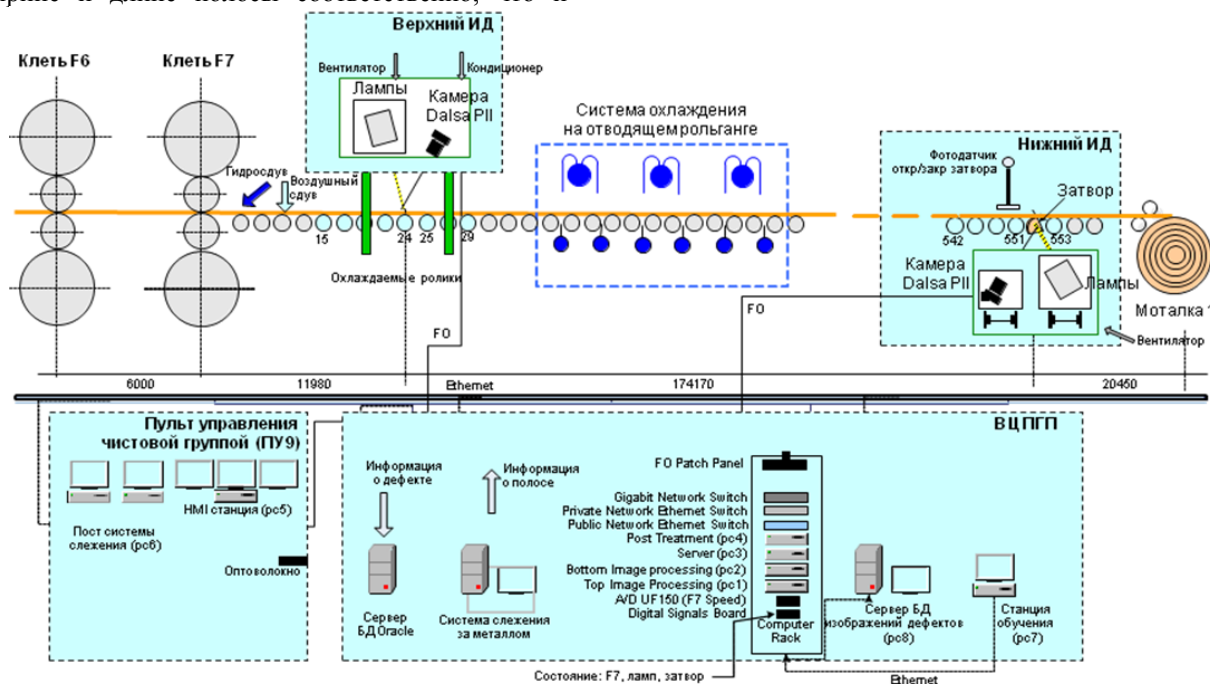 длине полосы соответственно, что и
Верхний ИД
Клеть F6
Клеть F7
Вентилятор
Кондиционер
Лампы
Камера
Dalsa PII
Система охлаждения
на отводящем рольганге
Нижний ИД
Фотодатчик
откр/закр затвора
Затвор
Гидросдув
Воздушный
сдув
15
24
25
29
542
551
553
Охлаждаемые ролики
Камера
Dalsa PII
Лампы
Моталка 1
Вентилятор
FO
FO
6000
11980
Ethernet
174170
20450
Пульт управления
чистовой группой (ПУ9)
ВЦПГП
HMI станция (pc5)
Пост системы
слежения (pc6)
Оптоволокно
Информация
о дефекте
Информация
о полосе
Сервер
БД Oracle
Система слежения
за металлом
FO Patch Panel
Gigabit Network Switch
Private Network Ethernet Switch
Public Network Ethernet Switch
Post Treatment (pc4)
Server (pc3)
Bottom Image processing (pc2)
Top Image Processing (pc1)
A/D UF150 (F7 Speed)
Digital Signals Board
Computer
Rack
Сервер БД
изображений дефектов
(pc8)
Станция
обучения
(pc7)
Состояние: F7, ламп, затвор
Ethernet